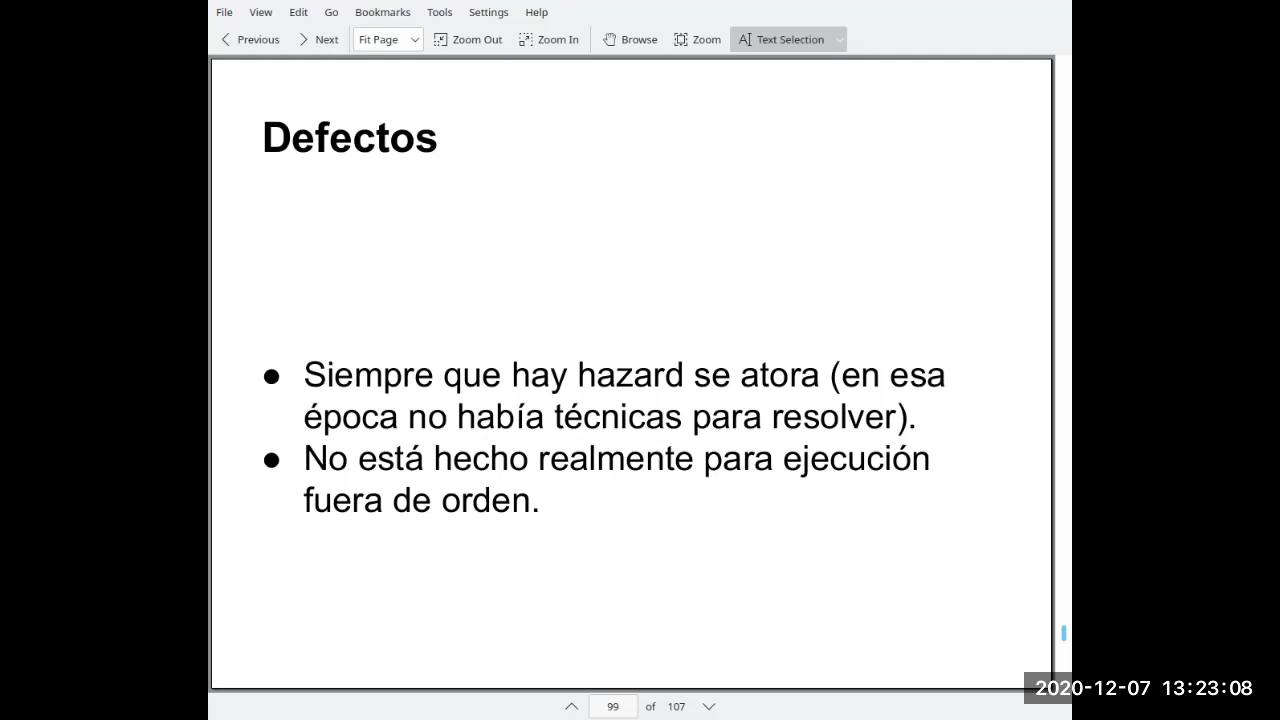 File View Edit Go Bookmarks Tools Settings Help
Previous Next Fit Page Zoom Out Zoom In Browse Zoom Text Selection
Defectos
● Siempre que hay hazard se atora (en esa
época no había técnicas para resolver).
● No está hecho realmente para ejecución
fuera de orden.
2020-12-07 13:23:08
99 of 107